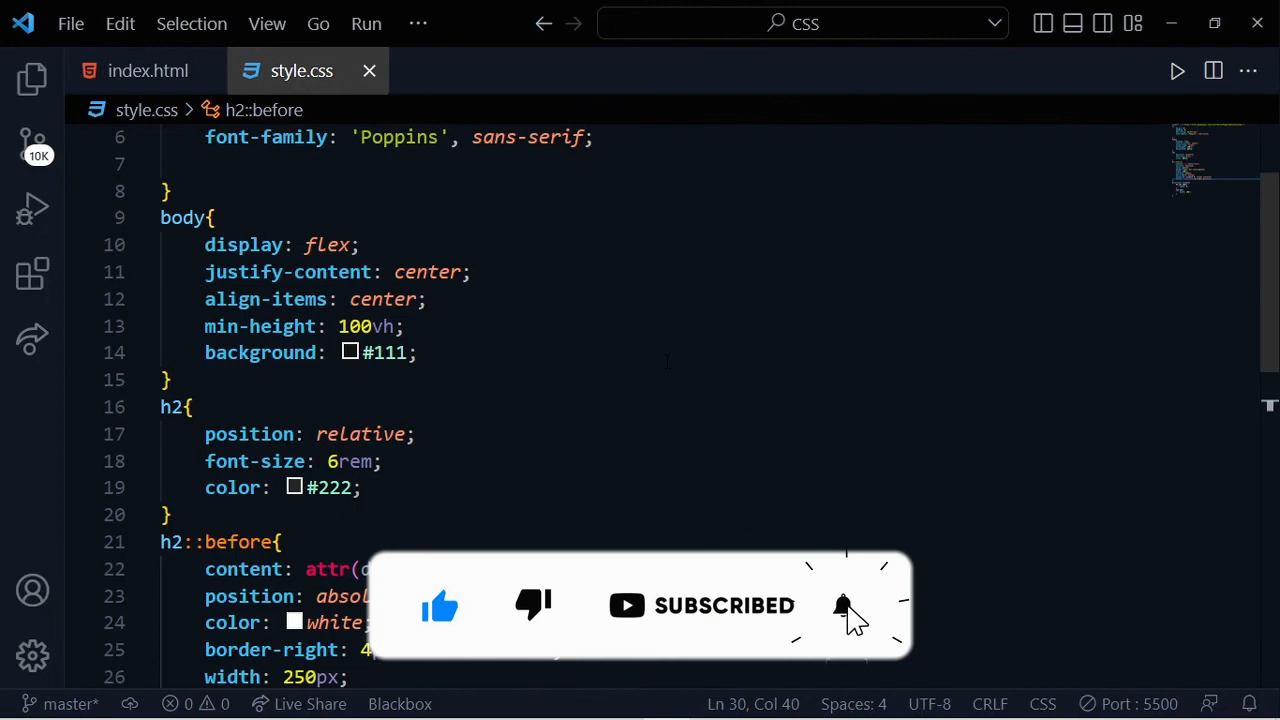 File Edit Selection View Go Run ··· css
index.html style.css
style.css > h2::before
6 font-family: 'Poppins', sans-serif;
7
8 }
9 body{
10 display: flex;
11 justify-content: center;
12 align-items: center;
13 min-height: 100vh;
14 background: #111;
15 }
16 h2{
17 position: relative;
18 font-size: 6rem;
19 color: #222;
20 }
21 h2::before{
22 content: attr(
23 position:
24 color: white;
25 border-right:
26 width: 250px;
10K
SUBSCRIBED
master* 0 0 Live Share Blackbox Ln 30, Col 40 Spaces: 4 UTF-8 CRLF CSS Port : 5500